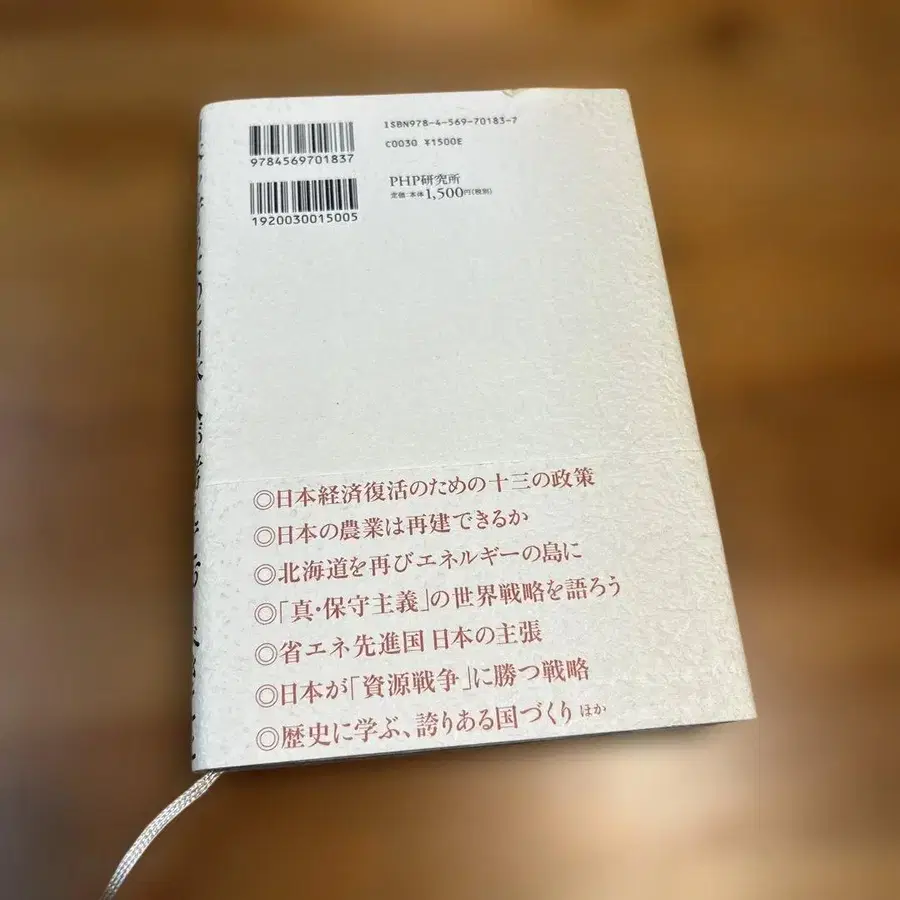 ISBN978-4-569-70183-7
C0030 ¥1500E
9784569701837
PHP研究所
定価 本体1,500円(税別)
1920030015005
◎日本経済復活のための十三の政策
◎日本の農業は再建できるか
◎北海道を再びエネルギーの島に
◎「真・保守主義」の世界戦略を語ろう
◎省エネ先進国 日本の主張
◎日本が「資源戦争」に勝つ戦略
◎歴史に学ぶ、誇りある国づくり ほか